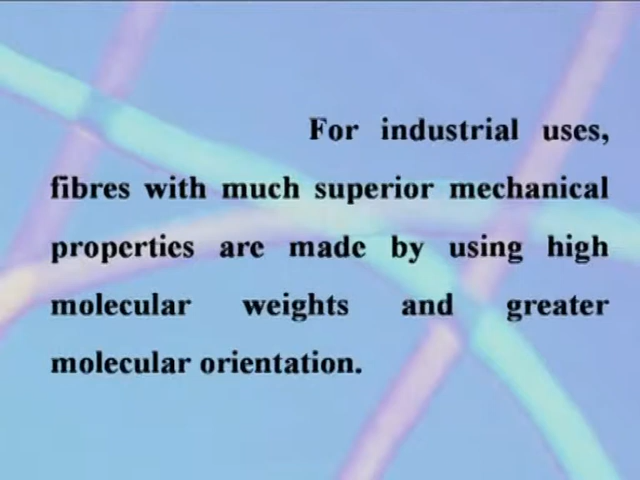 For industrial uses,
fibres with much superior mechanical
properties are made by using high
molecular weights and greater
molecular orientation.